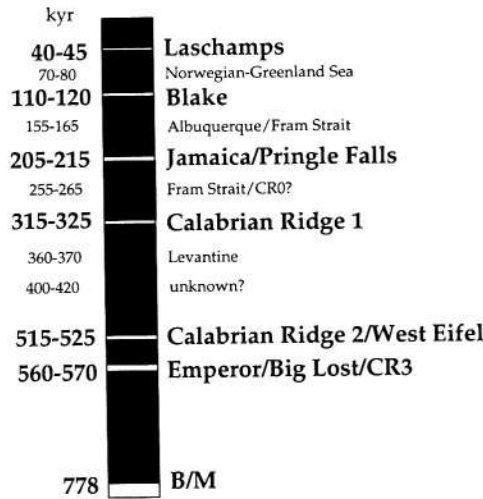 kyr
40-45 Laschamps
70-80 Norwegian-Greenland Sea
110-120 Blake
155-165 Albuquerque/Fram Strait
205-215 Jamaica/Pringle Falls
255-265 Fram Strait/CR0?
315-325 Calabrian Ridge 1
360-370 Levantine
400-420 unknown?
515-525 Calabrian Ridge 2/West Eifel
560-570 Emperor/Big Lost/CR3
778 B/M